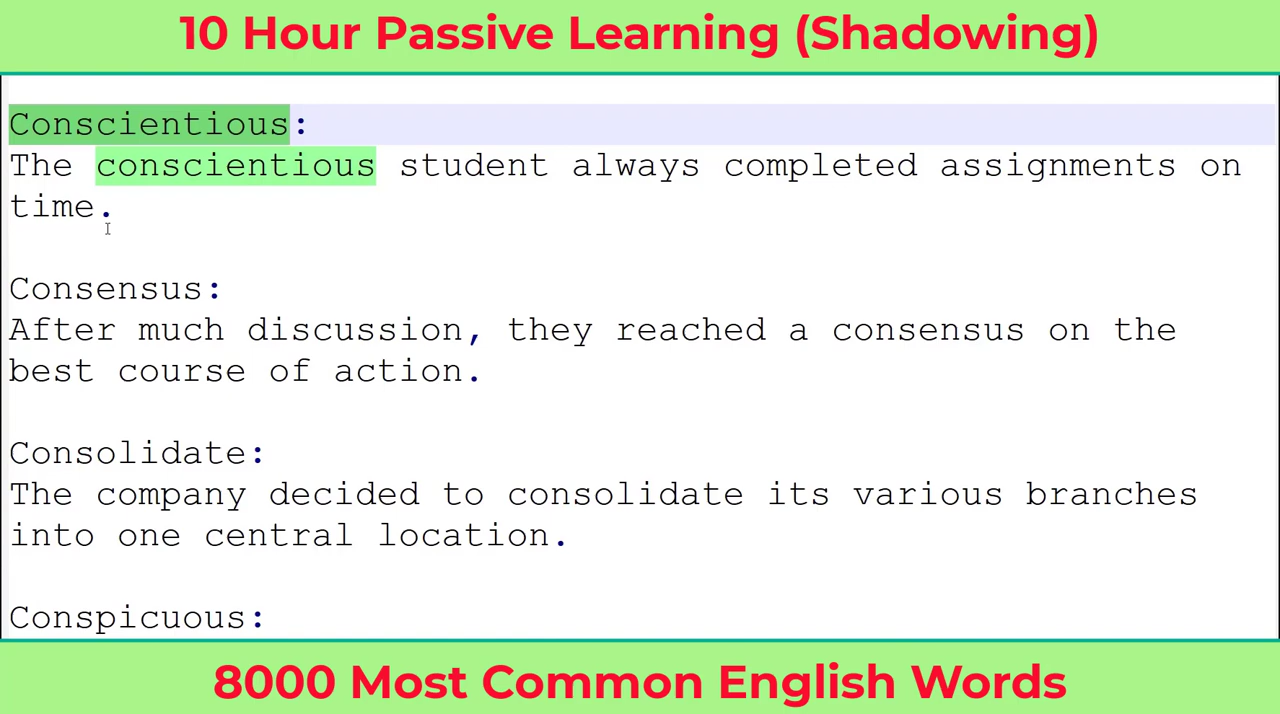 10 Hour Passive Learning (Shadowing)
Conscientious:
The conscientious student always completed assignments on
time.
Consensus:
After much discussion, they reached a consensus on the
best course of action.
Consolidate:
The company decided to consolidate its various branches
into one central location.
Conspicuous:
8000 Most Common English Words